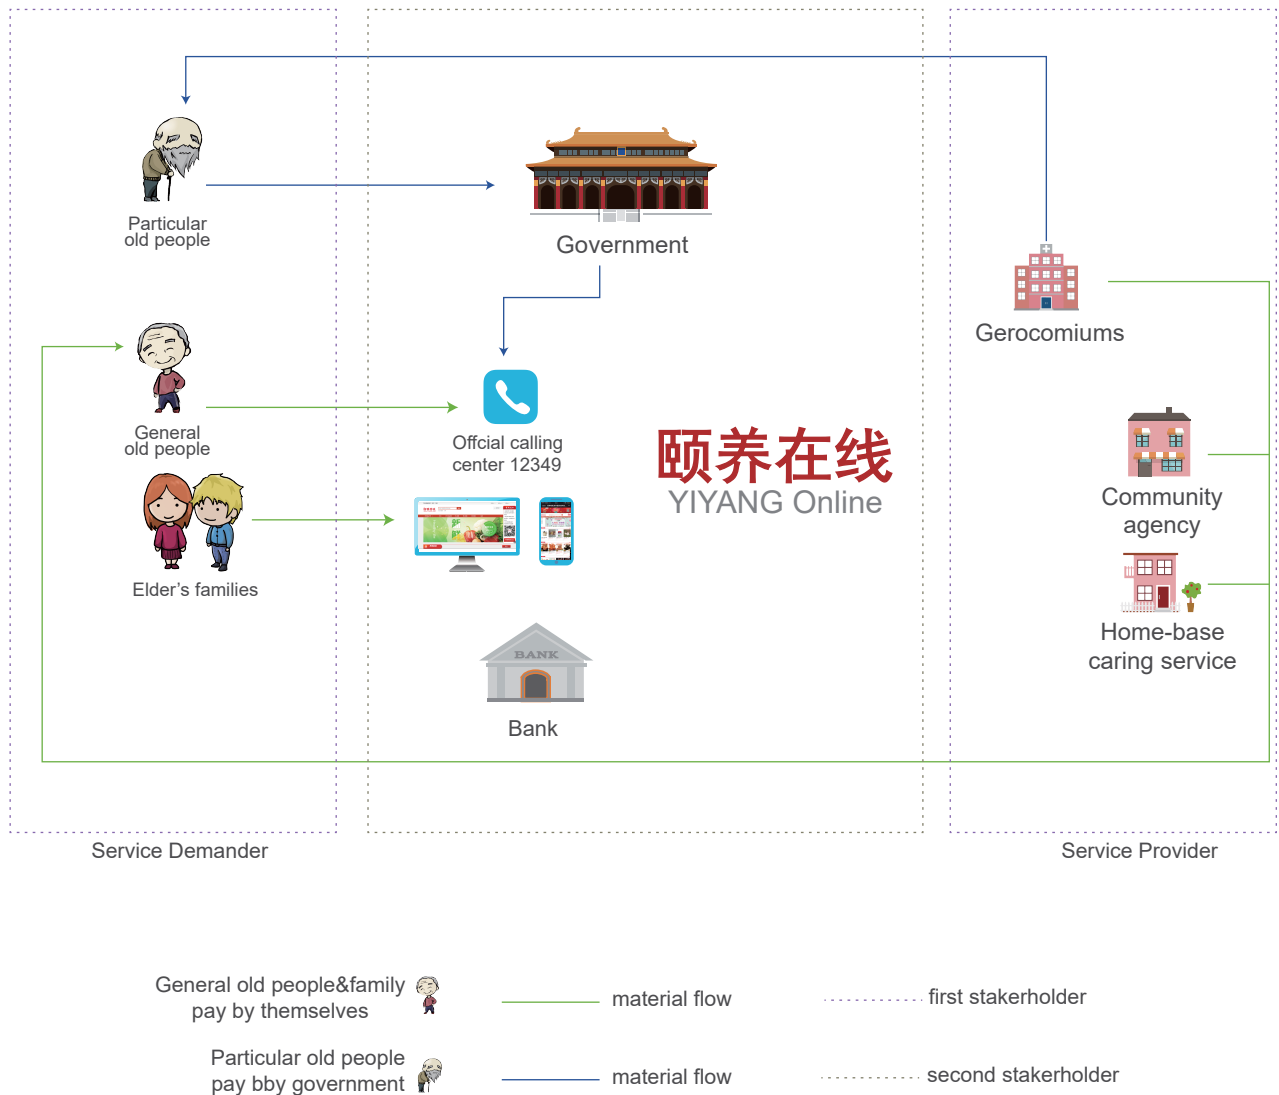 Particular
old people
Government
Gerocomiums
General
old people
Offcial calling
center 12349
颐养在线
YIYANG Online
Community
agency
Elder’s families
Home-base
caring service
BANK
Bank
Service Demander
Service Provider
General old people&family
pay by themselves
material flow
first stakerholder
Particular old people
pay bby government
material flow
second stakerholder